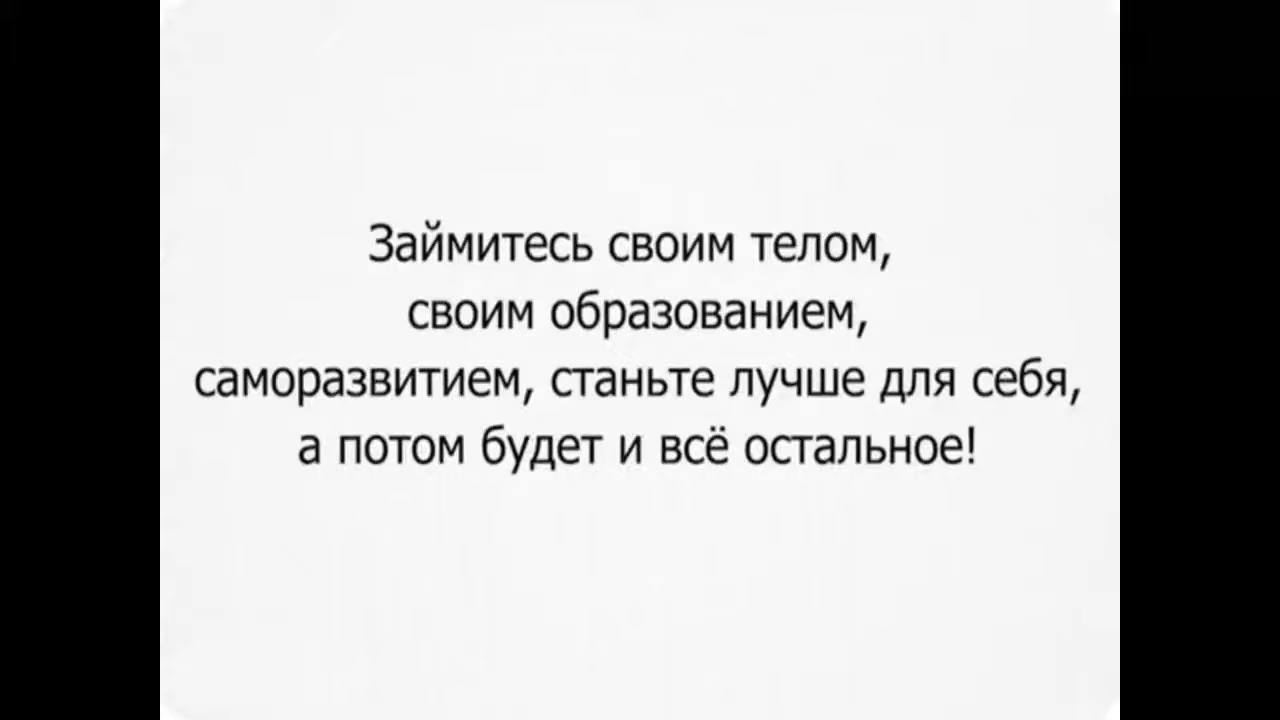 Займитесь своим телом,
своим образованием,
саморазвитием, станьте лучше для себя,
а потом будет и всё остальное!